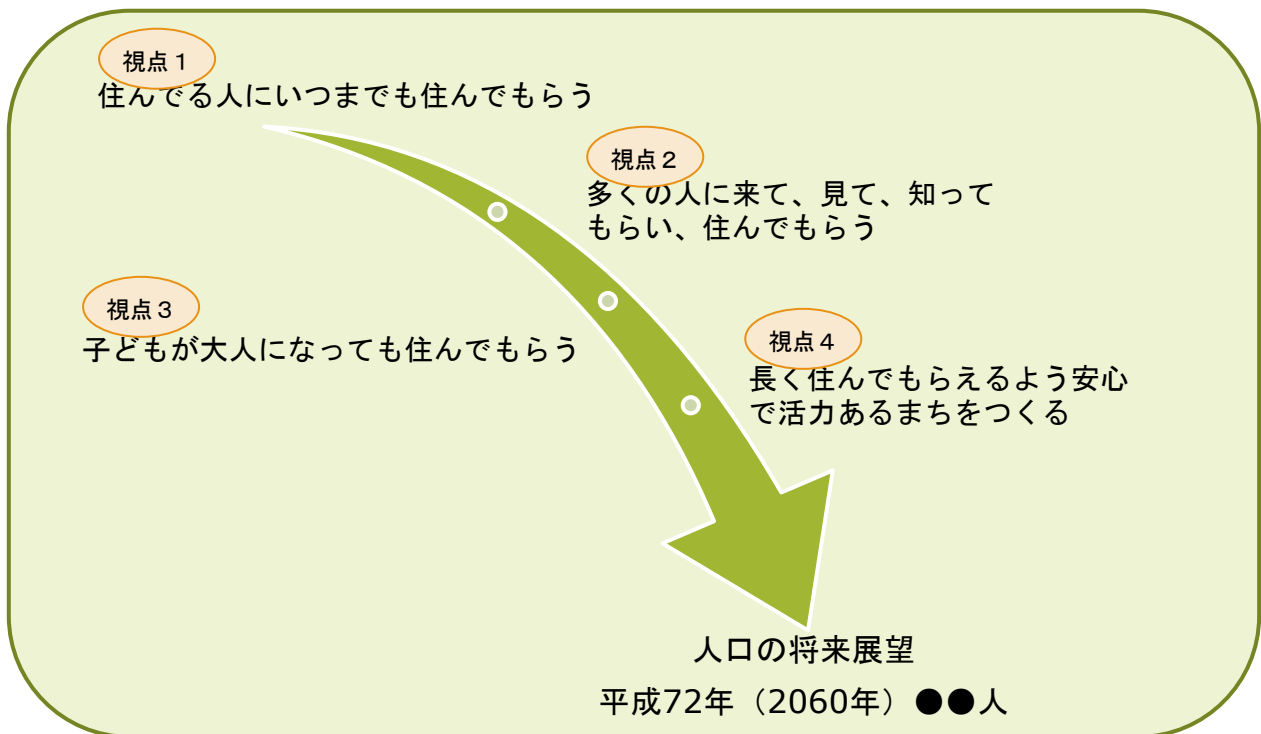 視点１
住んでる人にいつまでも住んでもらう
視点２
多くの人に来て、見て、知って
もらい、住んでもらう
視点３
子どもが大人になっても住んでもらう
視点４
長く住んでもらえるよう安心
で活力あるまちをつくる
人口の将来展望
平成72年（2060年）●●人